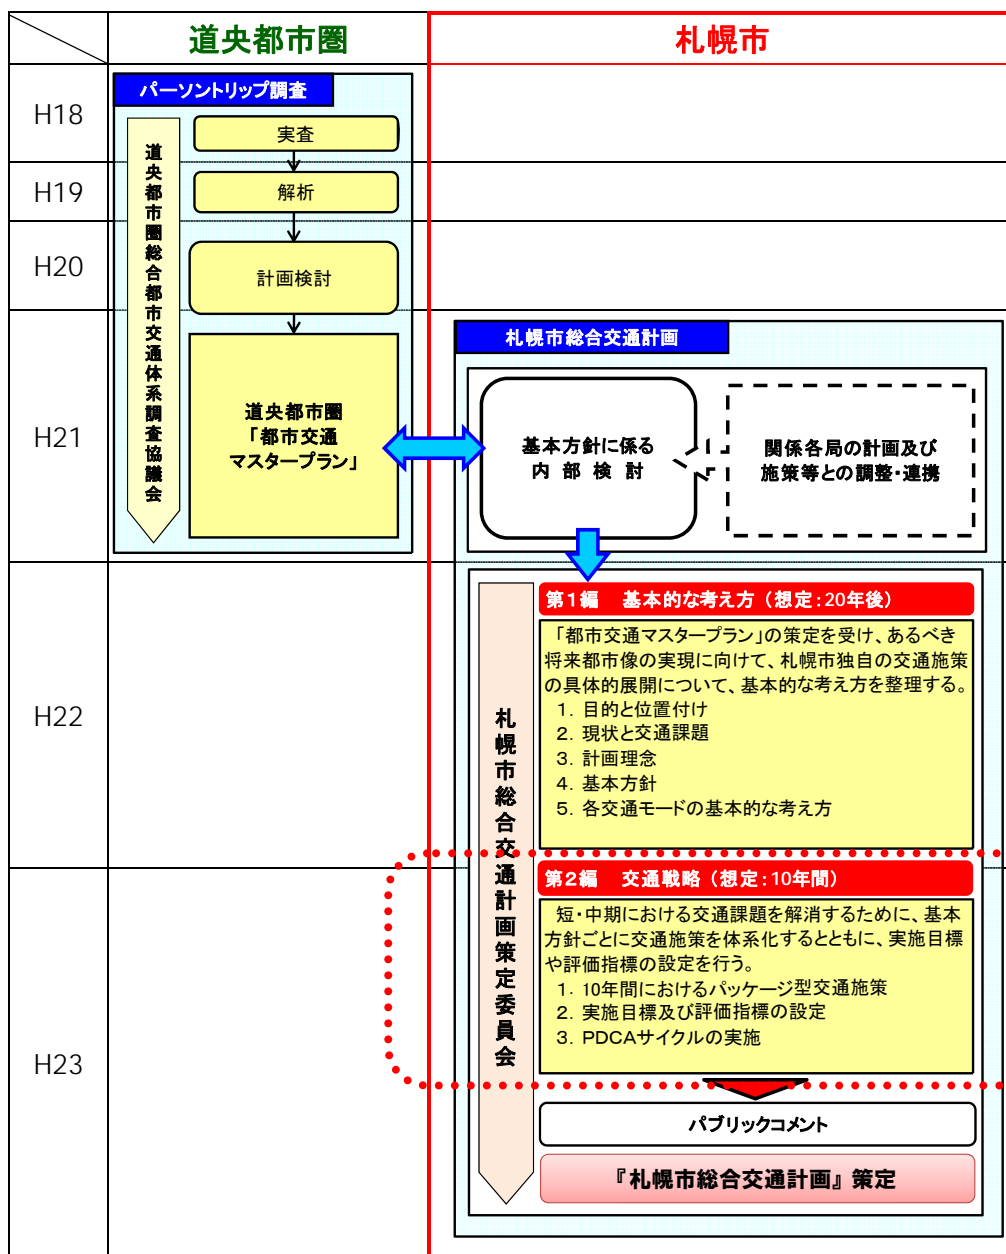 道央都市圏
札幌市
H18
パーソントリップ調査
実査
H19
解析
H20
計画検討
道央都市圏総合都市交通体系調査協議会
H21
道央都市圏
「都市交通
マスタープラン」
札幌市総合交通計画
基本方針に係る
内部検討
関係各局の計画及び
施策等との調整・連携
H22
札幌市総合交通計画策定委員会
第1編 基本的な考え方（想定：20年後）
「都市交通マスタープラン」の策定を受け、あるべき
将来都市像の実現に向けて、札幌市独自の交通施策
の具体的展開について、基本的な考え方を整理する。
1．目的と位置付け
2．現状と交通課題
3．計画理念
4．基本方針
5．各交通モードの基本的な考え方
H23
第2編 交通戦略（想定：10年間）
短・中期における交通課題を解消するために、基本
方針ごとに交通施策を体系化するとともに、実施目標
や評価指標の設定を行う。
1．10年間におけるパッケージ型交通施策
2．実施目標及び評価指標の設定
3．PDCAサイクルの実施
パブリックコメント
『札幌市総合交通計画』策定